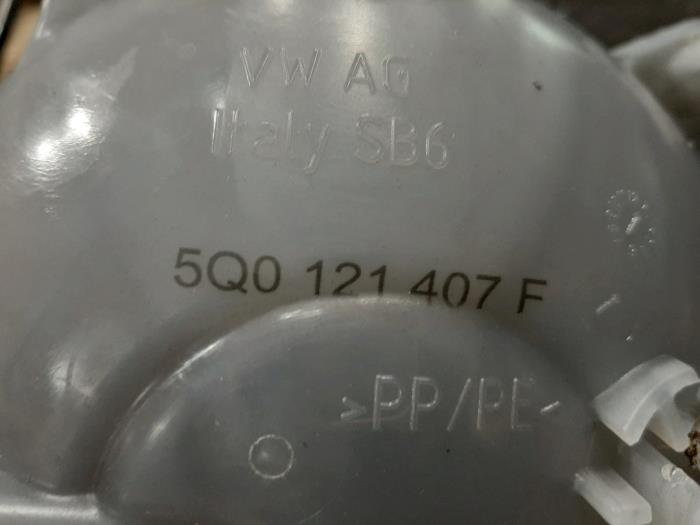 VW AG
Italy SB6
5Q0 121 407 F
>PP/PE<